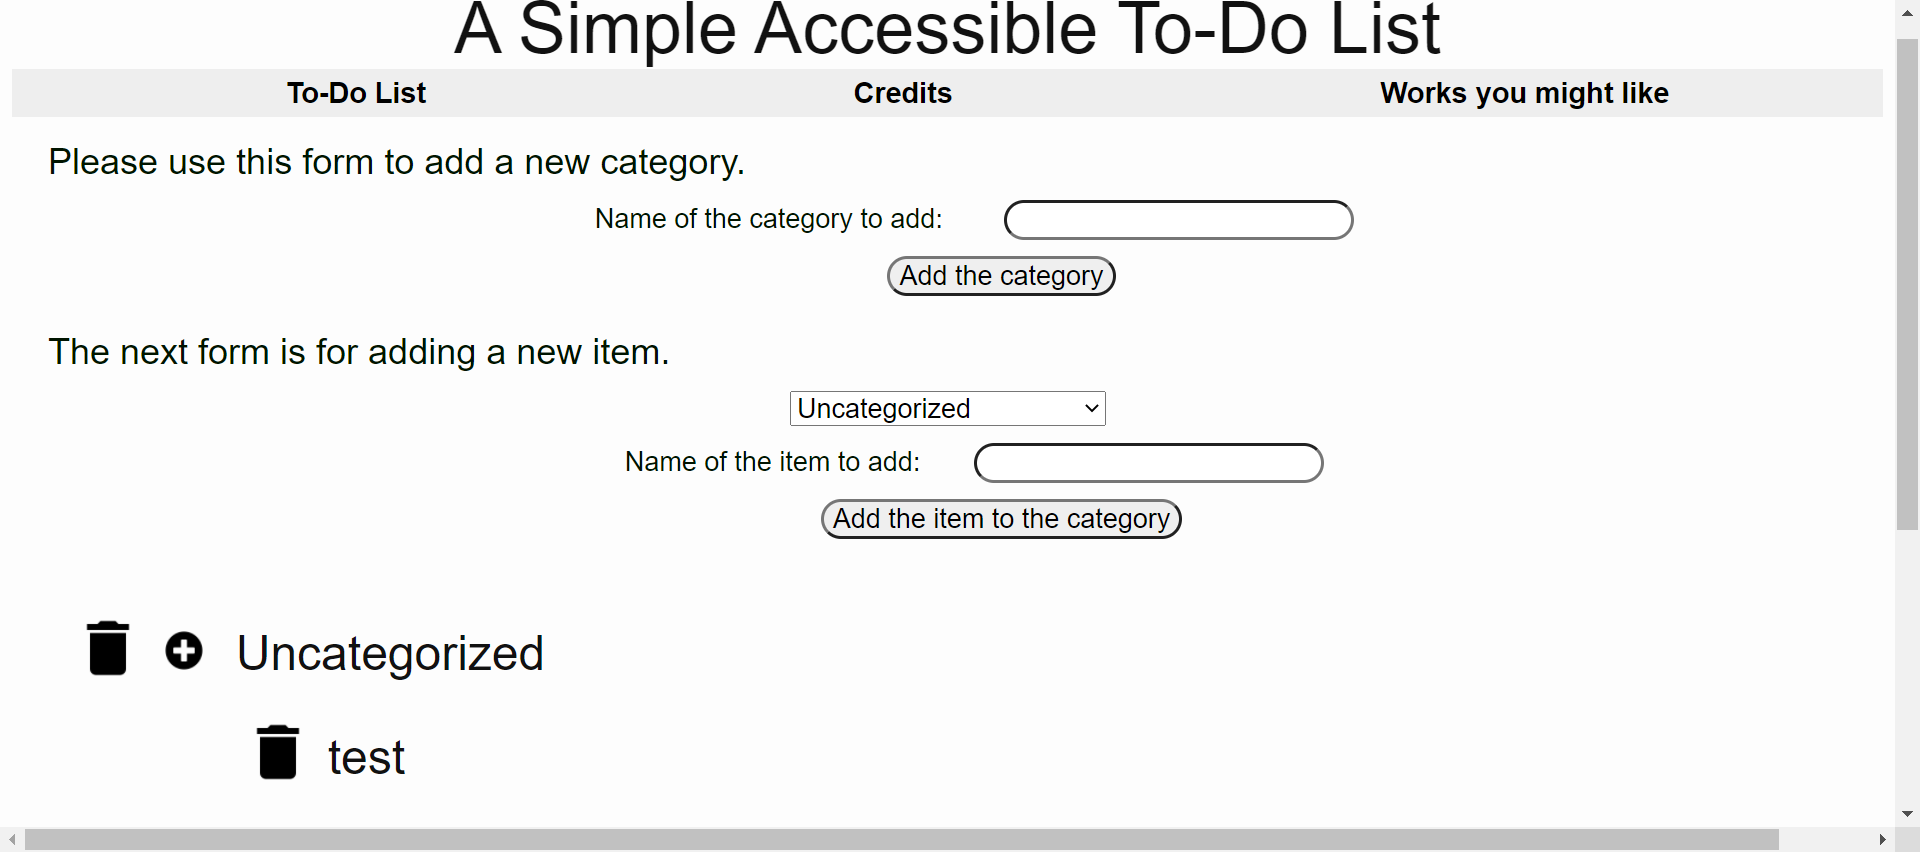 A Simple Accessible To-Do List
To-Do List Credits Works you might like
Please use this form to add a new category.
Name of the category to add:
Add the category
The next form is for adding a new item.
Uncategorized
Name of the item to add:
Add the item to the category
Uncategorized
test